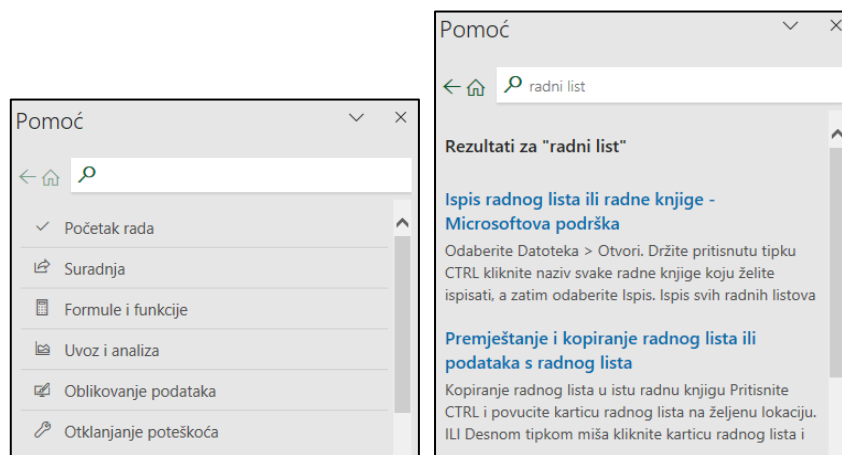 Pomoć
Početak rada
Suradnja
Formule i funkcije
Uvoz i analiza
Oblikovanje podataka
Otklanjanje poteškoća
Pomoć
radni list
Rezultati za "radni list"
Ispis radnog lista ili radne knjige -
Microsoftova podrška
Odaberite Datoteka > Otvori. Držite pritisnutu tipku
CTRL kliknite naziv svake radne knjige koju želite
ispisati, a zatim odaberite Ispis. Ispis svih radnih listova
Premještanje i kopiranje radnog lista ili
podataka s radnog lista
Kopiranje radnog lista u istu radnu knjigu Pritisnite
CTRL i povucite karticu radnog lista na željenu lokaciju.
ILI Desnom tipkom miša kliknite karticu radnog lista i